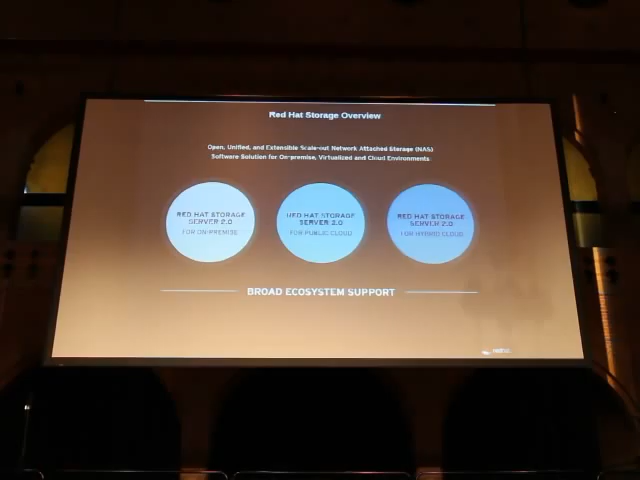 Red Hat Storage Overview
Open, Unified, and Extensible Scale-out Network Attached Storage (NAS)
Software Solution for On-premise, Virtualized and Cloud Environments
RED HAT STORAGE
SERVER 2.0
FOR ON-PREMISE
RED HAT STORAGE
SERVER 2.0
FOR PUBLIC CLOUD
RED HAT STORAGE
SERVER 2.0
FOR HYBRID CLOUD
BROAD ECOSYSTEM SUPPORT